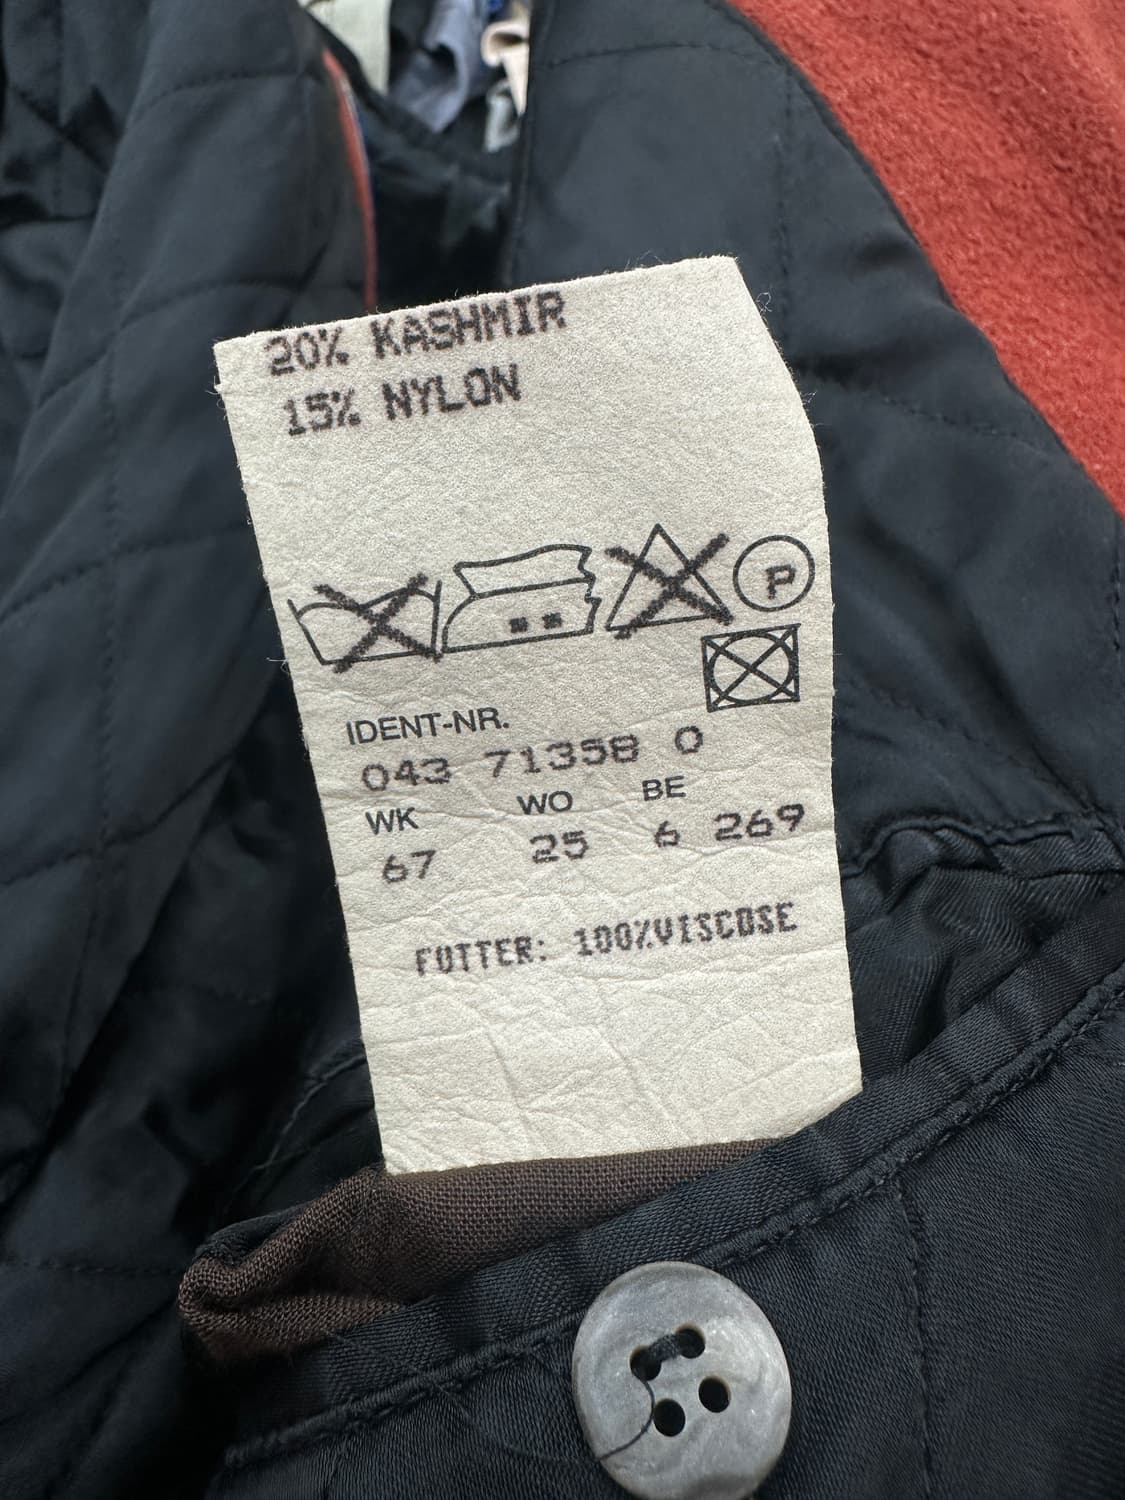 20% KASHMIR
15% NYLON
P
IDENT-NR.
043 71358 0
WK WO BE
67 25 6 269
FUTTER: 100%VISCOSE